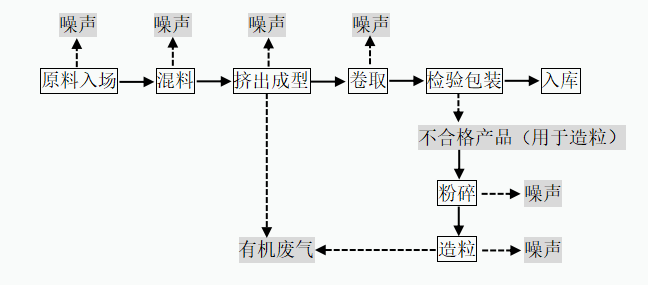 噪声 噪声 噪声 噪声
原料入场 混料 挤出成型 卷取 检验包装 入库
不合格产品（用于造粒）
粉碎 噪声
有机废气 造粒 噪声